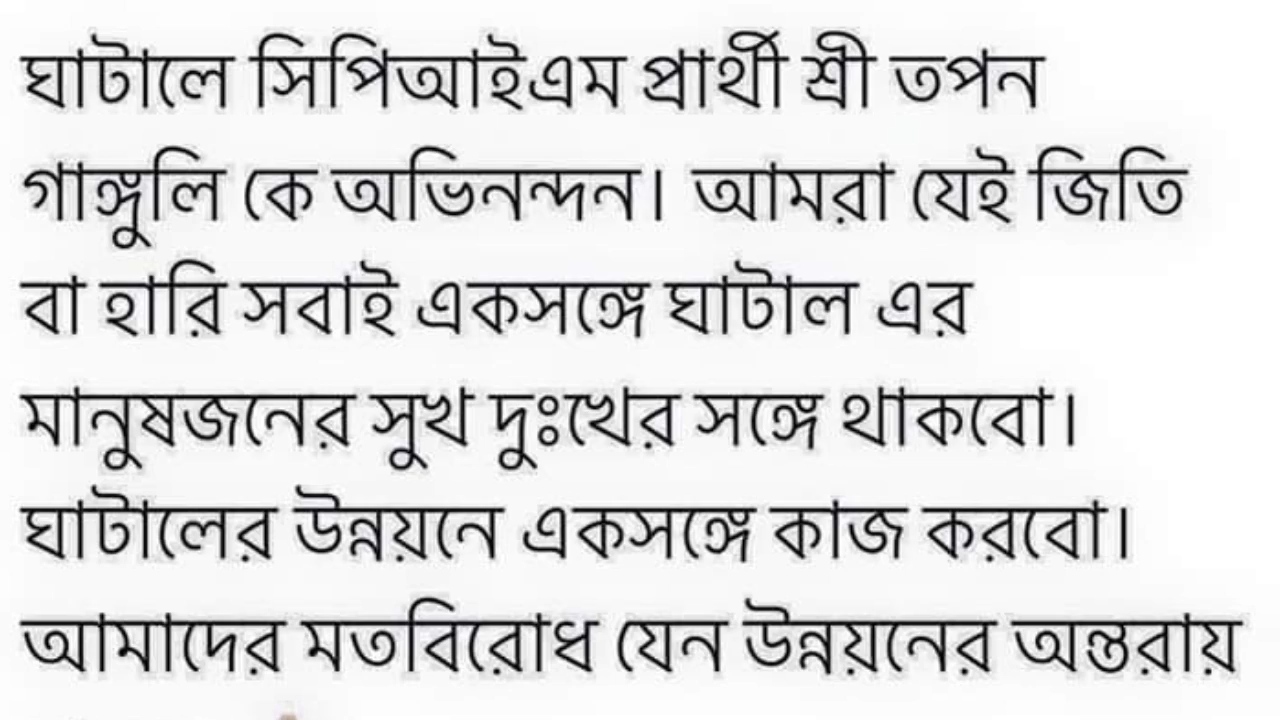 ঘাটালে সিপিআইএম প্রার্থী শ্রী তপন
গাঙ্গুলি কে অভিনন্দন। আমরা যেই জিতি
বা হারি সবাই একসঙ্গে ঘাটাল এর
মানুষজনের সুখ দুঃখের সঙ্গে থাকবো।
ঘাটালের উন্নয়নে একসঙ্গে কাজ করবো।
আমাদের মতবিরোধ যেন উন্নয়নের অন্তরায়